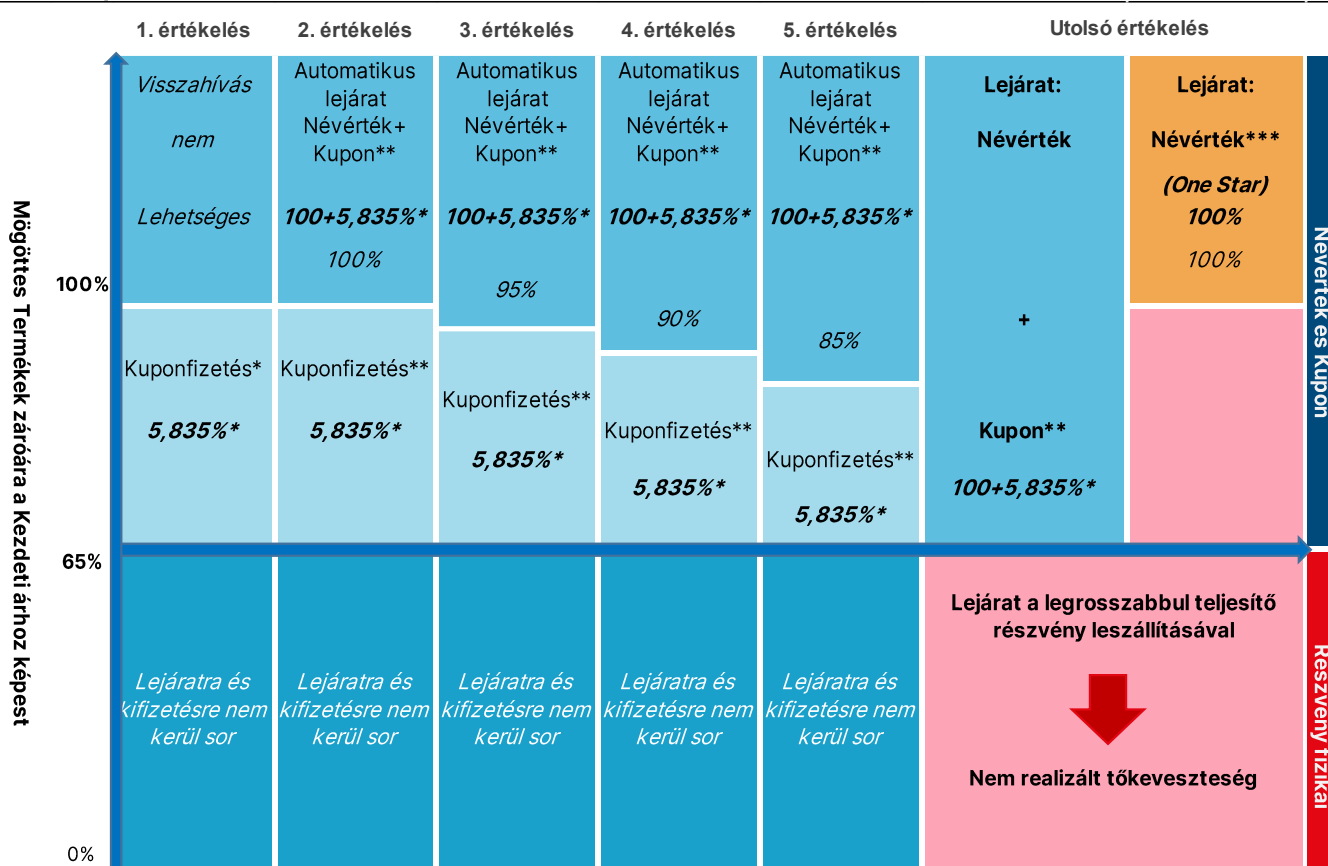 1. értékelés
2. értékelés
3. értékelés
4. értékelés
5. értékelés
Utolsó értékelés
Mögöttes Termékek záróára a Kezdeti árhoz képest
100%
65%
0%
Visszahívás
nem
Lehetséges
Kuponfizetés*
5,835%*
Lejáratra és
kifizetésre nem
kerül sor
Automatikus
lejárat
Névérték+
Kupon**
100+5,835%*
100%
Kuponfizetés**
5,835%*
Lejáratra és
kifizetésre nem
kerül sor
Automatikus
lejárat
Névérték+
Kupon**
100+5,835%*
95%
Kuponfizetés**
5,835%*
Lejáratra és
kifizetésre nem
kerül sor
Automatikus
lejárat
Névérték+
Kupon**
100+5,835%*
90%
Kuponfizetés**
5,835%*
Lejáratra és
kifizetésre nem
kerül sor
Automatikus
lejárat
Névérték+
Kupon**
100+5,835%*
85%
Kuponfizetés**
5,835%*
Lejáratra és
kifizetésre nem
kerül sor
Lejárat:
Névérték
+
Kupon**
100+5,835%*
Lejárat:
Névérték***
(One Star)
100%
100%
Lejárat a legrosszabbul teljesítő
részvény leszállításával
Nem realizált tőkeveszteség
Névérték és Kupon
Részvény fizikai